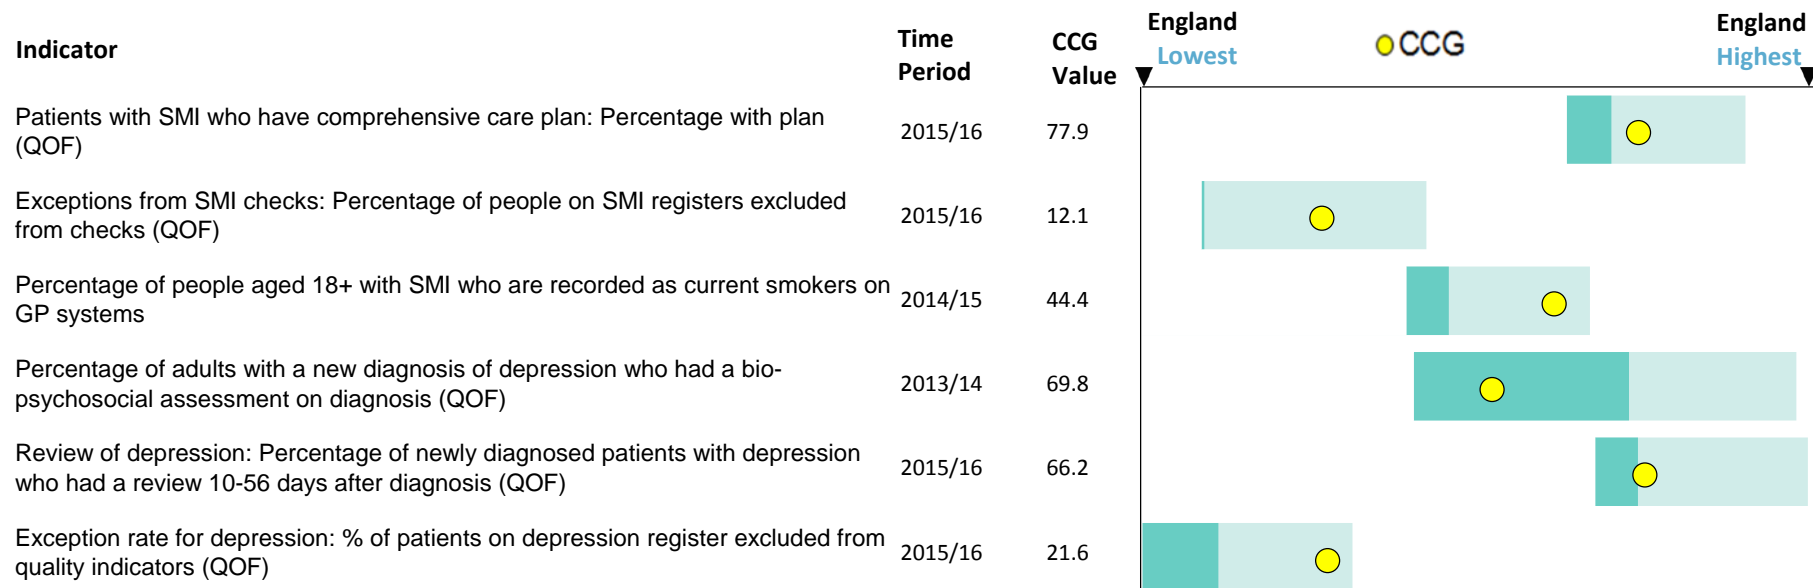 Indicator
Time
Period
CCG
Value
England
Lowest
CCG
England
Highest
Patients with SMI who have comprehensive care plan: Percentage with plan
(QOF)
2015/16
77.9
Exceptions from SMI checks: Percentage of people on SMI registers excluded
from checks (QOF)
2015/16
12.1
Percentage of people aged 18+ with SMI who are recorded as current smokers on
GP systems
2014/15
44.4
Percentage of adults with a new diagnosis of depression who had a bio-
psychosocial assessment on diagnosis (QOF)
2013/14
69.8
Review of depression: Percentage of newly diagnosed patients with depression
who had a review 10-56 days after diagnosis (QOF)
2015/16
66.2
Exception rate for depression: % of patients on depression register excluded from
quality indicators (QOF)
2015/16
21.6